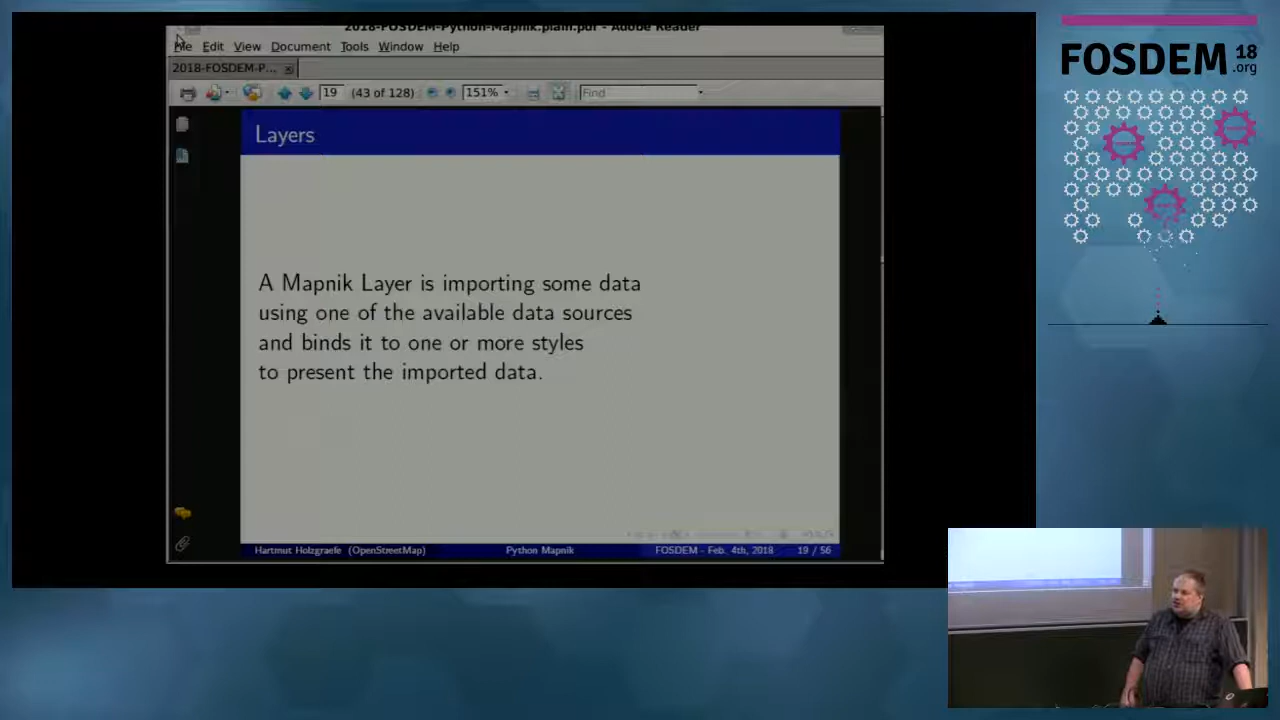 2018-FOSDEM-Python-Mapnik.plain.pdf - Adobe Reader
File Edit View Document Tools Window Help
2018-FOSDEM-P...
19 (43 of 128) 151% Find
Layers
A Mapnik Layer is importing some data
using one of the available data sources
and binds it to one or more styles
to present the imported data.
Hartmut Holzgraefe (OpenStreetMap) Python Mapnik FOSDEM - Feb. 4th, 2018 19 / 56
FOSDEM 18
.org